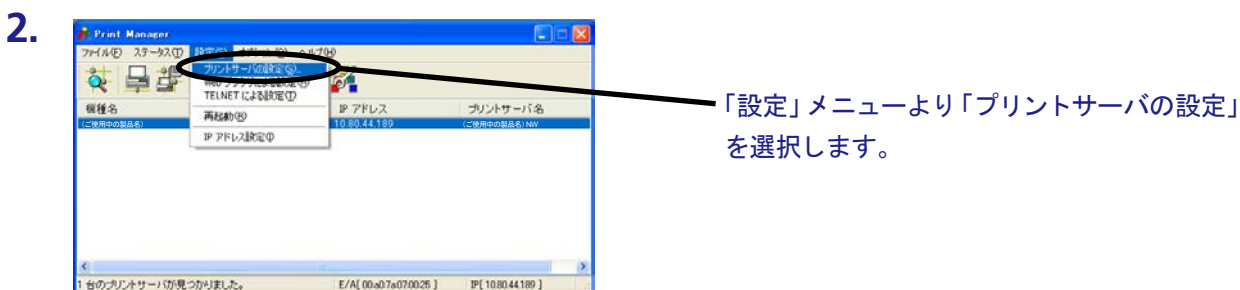 2.
Print Manager
ファイル(F) ステータス(T) 設定(S) ヘルプ(H)
プリントサーバの設定(S)...
TELNET による設定(T)
再起動(R)
IP アドレス設定(I)
機種名 IP アドレス プリントサーバ名
(ご使用中の製品名) 10.80.44.189 (ご使用中の製品名) NW
「設定」メニューより「プリントサーバの設定」
を選択します。
1 台のプリントサーバが見つかりました。 E/A[ 00:a0:7a:07:00:25 ] IP[ 10.80.44.189 ]